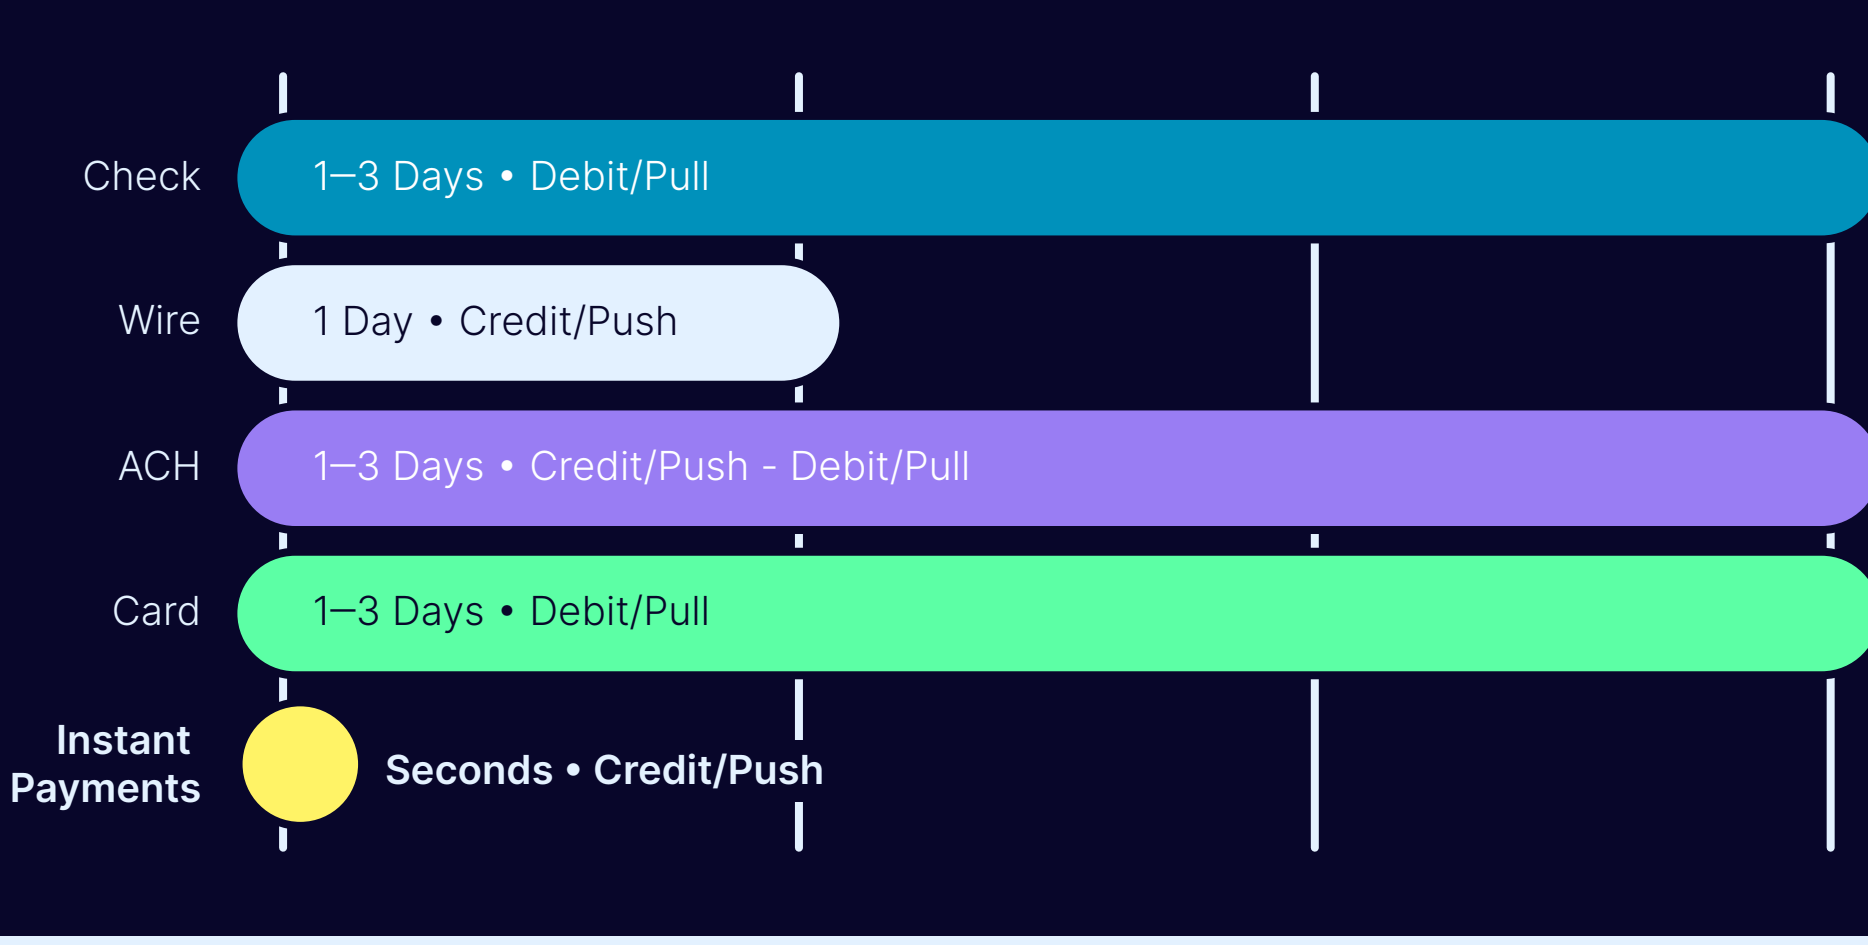 Check
1–3 Days • Debit/Pull
Wire
1 Day • Credit/Push
ACH
1–3 Days • Credit/Push - Debit/Pull
Card
1–3 Days • Debit/Pull
Instant
Payments
Seconds • Credit/Push